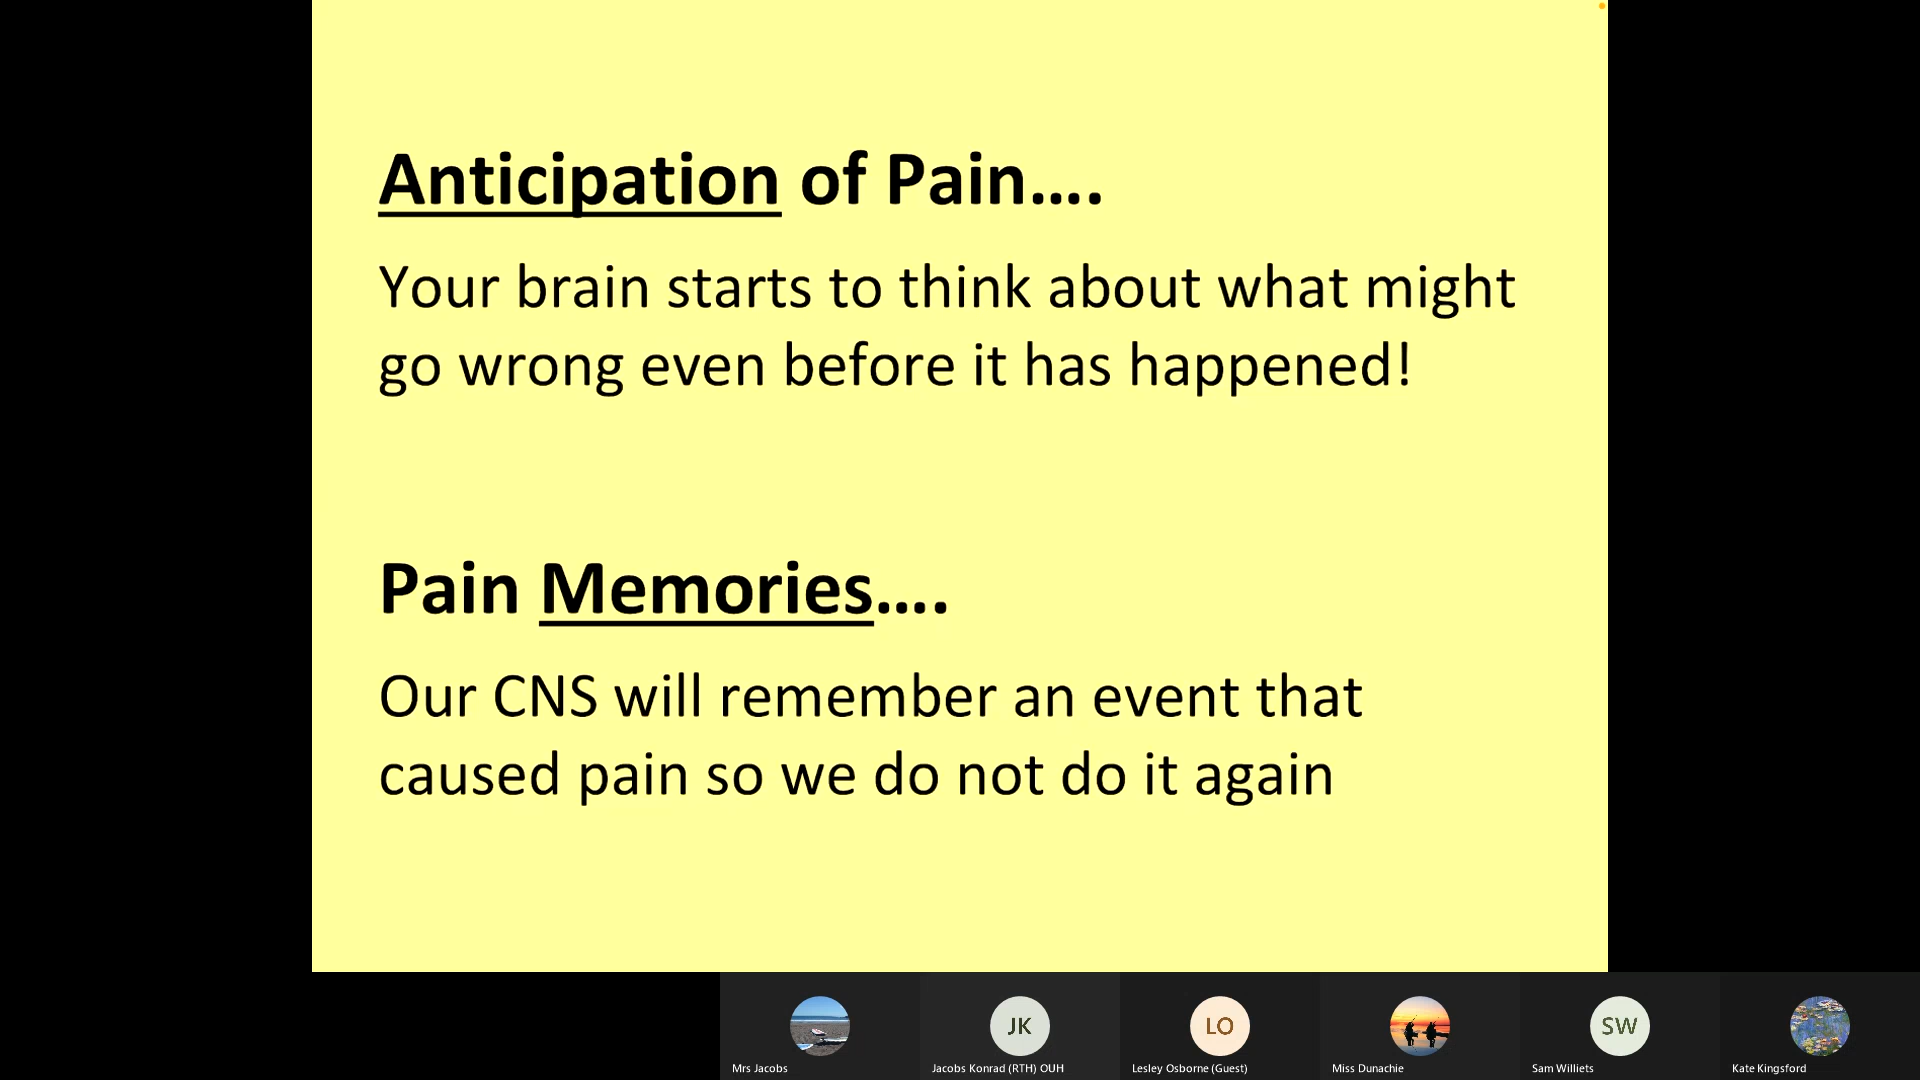 Anticipation of Pain....
Your brain starts to think about what might
go wrong even before it has happened!
Pain Memories....
Our CNS will remember an event that
caused pain so we do not do it again
JK
LO
SW
Mrs Jacobs
Jacobs Konrad (RTH) OUH
Lesley Osborne (Guest)
Miss Dunachie
Sam Williets
Kate Kingsford